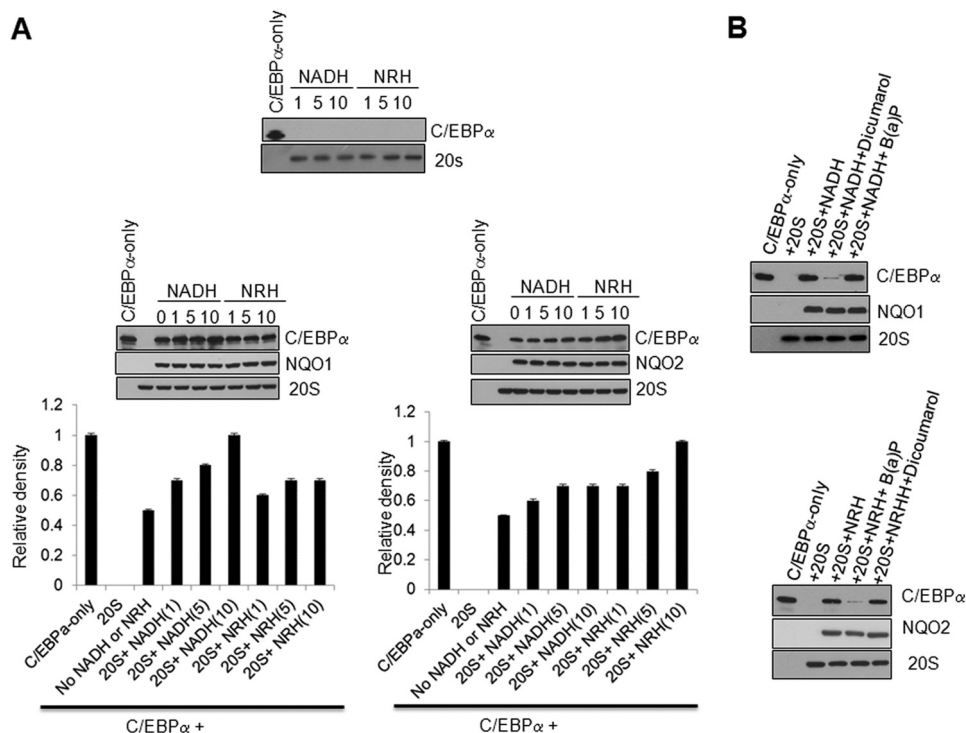 A
C/EBPα-only
NADH NRH
1 5 10 1 5 10
C/EBPα
20s
C/EBPα-only
NADH NRH
0 1 5 10 1 5 10
C/EBPα
NQO1
20S
Relative density
1.2
1
0.8
0.6
0.4
0.2
0
C/EBPa-only
20S
No NADH or NRH
20S+ NADH(1)
20S+ NADH(5)
20S+ NADH(10)
20S+ NRH(1)
20S+ NRH(5)
20S+ NRH(10)
C/EBPα +
C/EBPα-only
NADH NRH
0 1 5 10 1 5 10
C/EBPα
NQO2
20S
Relative density
1.2
1
0.8
0.6
0.4
0.2
0
C/EBPa-only
20S
No NADH or NRH
20S+ NADH(1)
20S+ NADH(5)
20S+ NADH(10)
20S+ NRH(1)
20S+ NRH(5)
20S+ NRH(10)
C/EBPα +
B
C/EBPα-only
+20S
+20S+NADH
+20S+NADH+Dicumarol
+20S+NADH+ B(a)P
C/EBPα
NQO1
20S
C/EBPα-only
+20S
+20S+NRH
+20S+NRH+ B(a)P
+20S+NRHH+Dicoumarol
C/EBPα
NQO2
20S